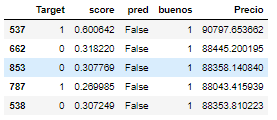 Target score pred buenos Precio
537 1 0.600642 False 1 90797.653662
662 0 0.318220 False 1 88445.200195
853 0 0.307769 False 1 88358.140840
787 1 0.269985 False 1 88043.415939
538 0 0.307249 False 1 88353.810223